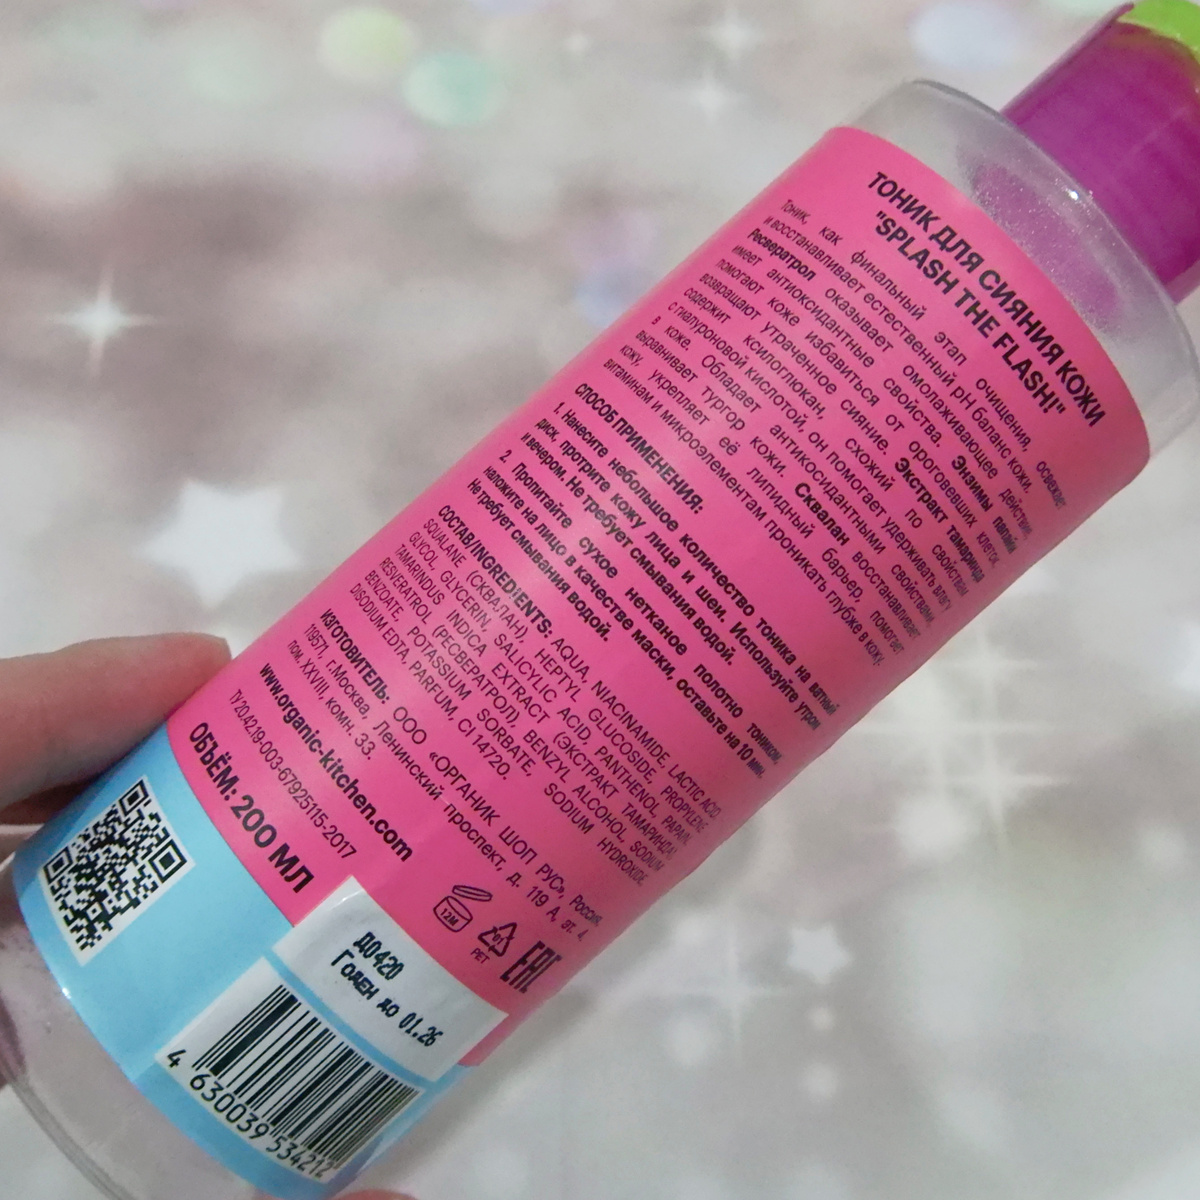 ТОНИК ДЛЯ СИЯНИЯ КОЖИ
"SPLASH THE FLASH!"
Тоник, как финальный этап очищения, освежает
и восстанавливает естественный pH баланс кожи.
Ресвератрол оказывает омолаживающее действие,
имеет антиоксидантные свойства. Энзимы папайи
помогают коже избавиться от ороговевших клеток,
возвращают утраченное сияние. Экстракт тамаринда
содержит ксилоглюкан, схожий по свойствам
с гиалуроновой кислотой, он помогает удерживать влагу
в коже. Обладает антиоксидантными свойствами,
выравнивает тургор кожи. Сквалан восстанавливает
кожу, укрепляет её липидный барьер, помогает
витаминам и микроэлементам проникать глубже в кожу.
СПОСОБ ПРИМЕНЕНИЯ:
1. Нанесите небольшое количество тоника на ватный
диск, протрите кожу лица и шеи. Используйте утром
и вечером. Не требует смывания водой.
2. Пропитайте сухое нетканое полотно тоником,
наложите на лицо в качестве маски, оставьте на 10 мин.
Не требует смывания водой.
СОСТАВ/INGREDIENTS: AQUA, NIACINAMIDE, LACTIC ACID,
SQUALANE (СКВАЛАН), HEPTYL GLUCOSIDE, PROPYLENE
GLYCOL, GLYCERIN, SALICYLIC ACID, PANTHENOL, PAPAIN,
TAMARINDUS INDICA EXTRACT (ЭКСТРАКТ ТАМАРИНДА),
RESVERATROL (РЕСВЕРАТРОЛ), BENZYL ALCOHOL, SODIUM
BENZOATE, POTASSIUM SORBATE, SODIUM HYDROXIDE,
DISODIUM EDTA, PARFUM, CI 14720.
ИЗГОТОВИТЕЛЬ: ООО «ОРГАНИК ШОП РУС», Россия,
119571, г.Москва, Ленинский проспект, д. 119 А, эт. 4,
пом. XXVIII, комн. 33.
www.organic-kitchen.com
ТУ 20.42.19-003-67925115-2017
ОБЪЁМ: 200 МЛ
12M
01
PET
EAC
Д0420
Годен до 01.26
4 630039 534212